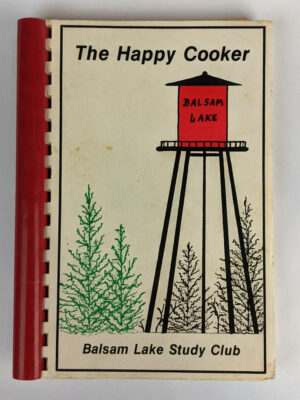 The Happy Cooker
BALSAM
LAKE
Balsam Lake Study Club